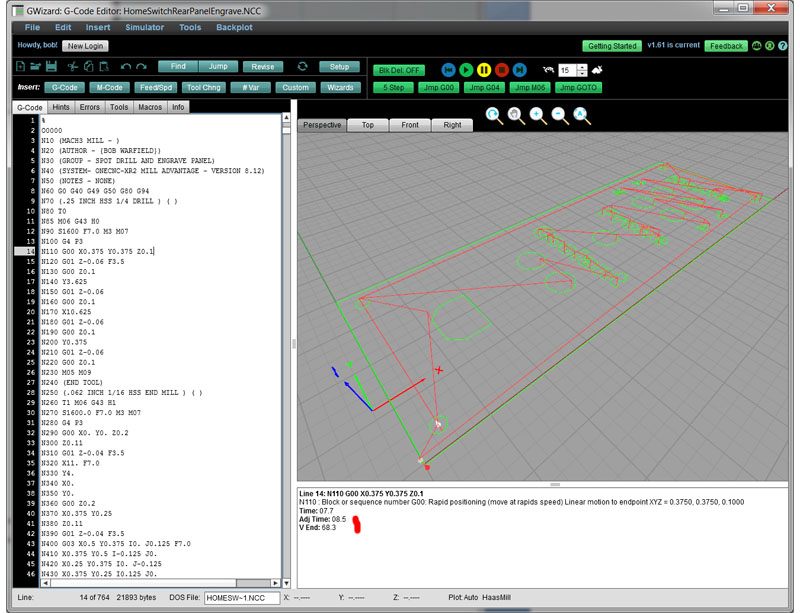 GWizard: G-Code Editor: HomeSwitchRearPanelEngrave.NCC
File Edit Insert Simulator Tools Backplot
Howdy, bob! New Login Getting Started v1.61 is current Feedback
Find Jump Revise Setup Blk Del: OFF 15
Insert: G-Code M-Code Feed/Spd Tool Chng # Var Custom Wizards 5 Step Jmp G00 Jmp G04 Jmp M06 Jmp GOTO
G-Code Hints Errors Tools Macros Info
Perspective Top Front Right
1 %
2 O0000
3 N10 (MACH3 MILL - )
4 N20 (AUTHOR - {BOB WARFIELD})
5 N30 (GROUP - SPOT DRILL AND ENGRAVE PANEL)
6 N40 (SYSTEM- ONECNC-XR2 MILL ADVANTAGE - VERSION 8.12)
7 N50 (NOTES - NONE)
8 N60 G0 G40 G49 G50 G80 G94
9 N70 (.25 INCH HSS 1/4 DRILL ) ( )
10 N80 T0
11 N85 M06 G43 H0
12 N90 S1600 F7.0 M3 M07
13 N100 G4 P3
14 N110 G00 X0.375 Y0.375 Z0.1
15 N120 G01 Z-0.06 F3.5
16 N130 G00 Z0.1
17 N140 Y3.625
18 N150 G01 Z-0.06
19 N160 G00 Z0.1
20 N170 X10.625
21 N180 G01 Z-0.06
22 N190 G00 Z0.1
23 N200 Y0.375
24 N210 G01 Z-0.06
25 N220 G00 Z0.1
26 N230 M05 M09
27 N240 (END TOOL)
28 N250 (.062 INCH 1/16 HSS END MILL ) ( )
29 N260 T1 M06 G43 H1
30 N270 S1600.0 F7.0 M3 M07
31 N280 G4 P3
32 N290 G00 X0. Y0. Z0.2
33 N300 Z0.11
34 N310 G01 Z-0.04 F3.5
35 N320 X11. F7.0
36 N330 Y4.
37 N340 X0.
38 N350 Y0.
39 N360 G00 Z0.2
40 N370 X0.375 Y0.25
41 N380 Z0.11
42 N390 G01 Z-0.04 F3.5
43 N400 G03 X0.5 Y0.375 I0. J0.125 F7.0
44 N410 X0.375 Y0.5 I-0.125 J0.
45 N420 X0.25 Y0.375 I0. J-0.125
46 N430 X0.375 Y0.25 I0.125 J0.
X
Line 14: N110 G00 X0.375 Y0.375 Z0.1
N110 : Block or sequence number G00: Rapid positioning (move at rapids speed) Linear motion to endpoint XYZ = 0.3750, 0.3750, 0.1000
Time: 07.7
Adj Time: 08.5
V End: 68.3
Line: 14 of 764 21893 bytes DOS File: HOMESW~1.NCC X: --.---- Y: --.---- Z: --.---- Plot: Auto HaasMill